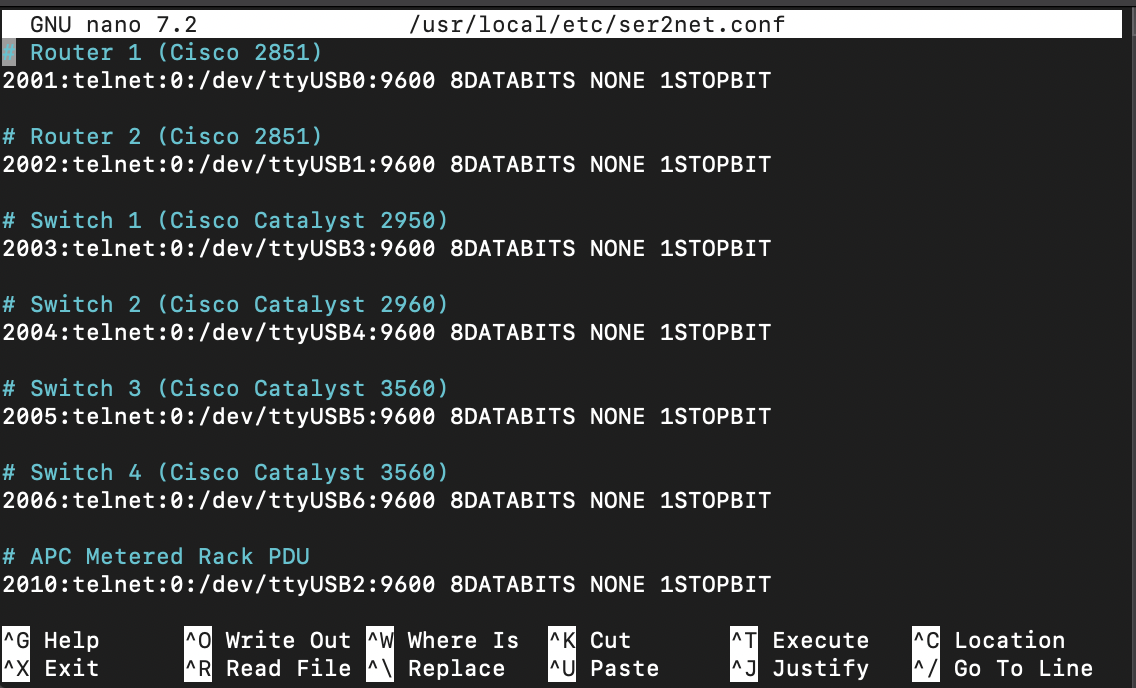 GNU nano 7.2 /usr/local/etc/ser2net.conf
# Router 1 (Cisco 2851)
2001:telnet:0:/dev/ttyUSB0:9600 8DATABITS NONE 1STOPBIT
# Router 2 (Cisco 2851)
2002:telnet:0:/dev/ttyUSB1:9600 8DATABITS NONE 1STOPBIT
# Switch 1 (Cisco Catalyst 2950)
2003:telnet:0:/dev/ttyUSB3:9600 8DATABITS NONE 1STOPBIT
# Switch 2 (Cisco Catalyst 2960)
2004:telnet:0:/dev/ttyUSB4:9600 8DATABITS NONE 1STOPBIT
# Switch 3 (Cisco Catalyst 3560)
2005:telnet:0:/dev/ttyUSB5:9600 8DATABITS NONE 1STOPBIT
# Switch 4 (Cisco Catalyst 3560)
2006:telnet:0:/dev/ttyUSB6:9600 8DATABITS NONE 1STOPBIT
# APC Metered Rack PDU
2010:telnet:0:/dev/ttyUSB2:9600 8DATABITS NONE 1STOPBIT
^G Help ^O Write Out ^W Where Is ^K Cut ^T Execute ^C Location
^X Exit ^R Read File ^\ Replace ^U Paste ^J Justify ^/ Go To Line